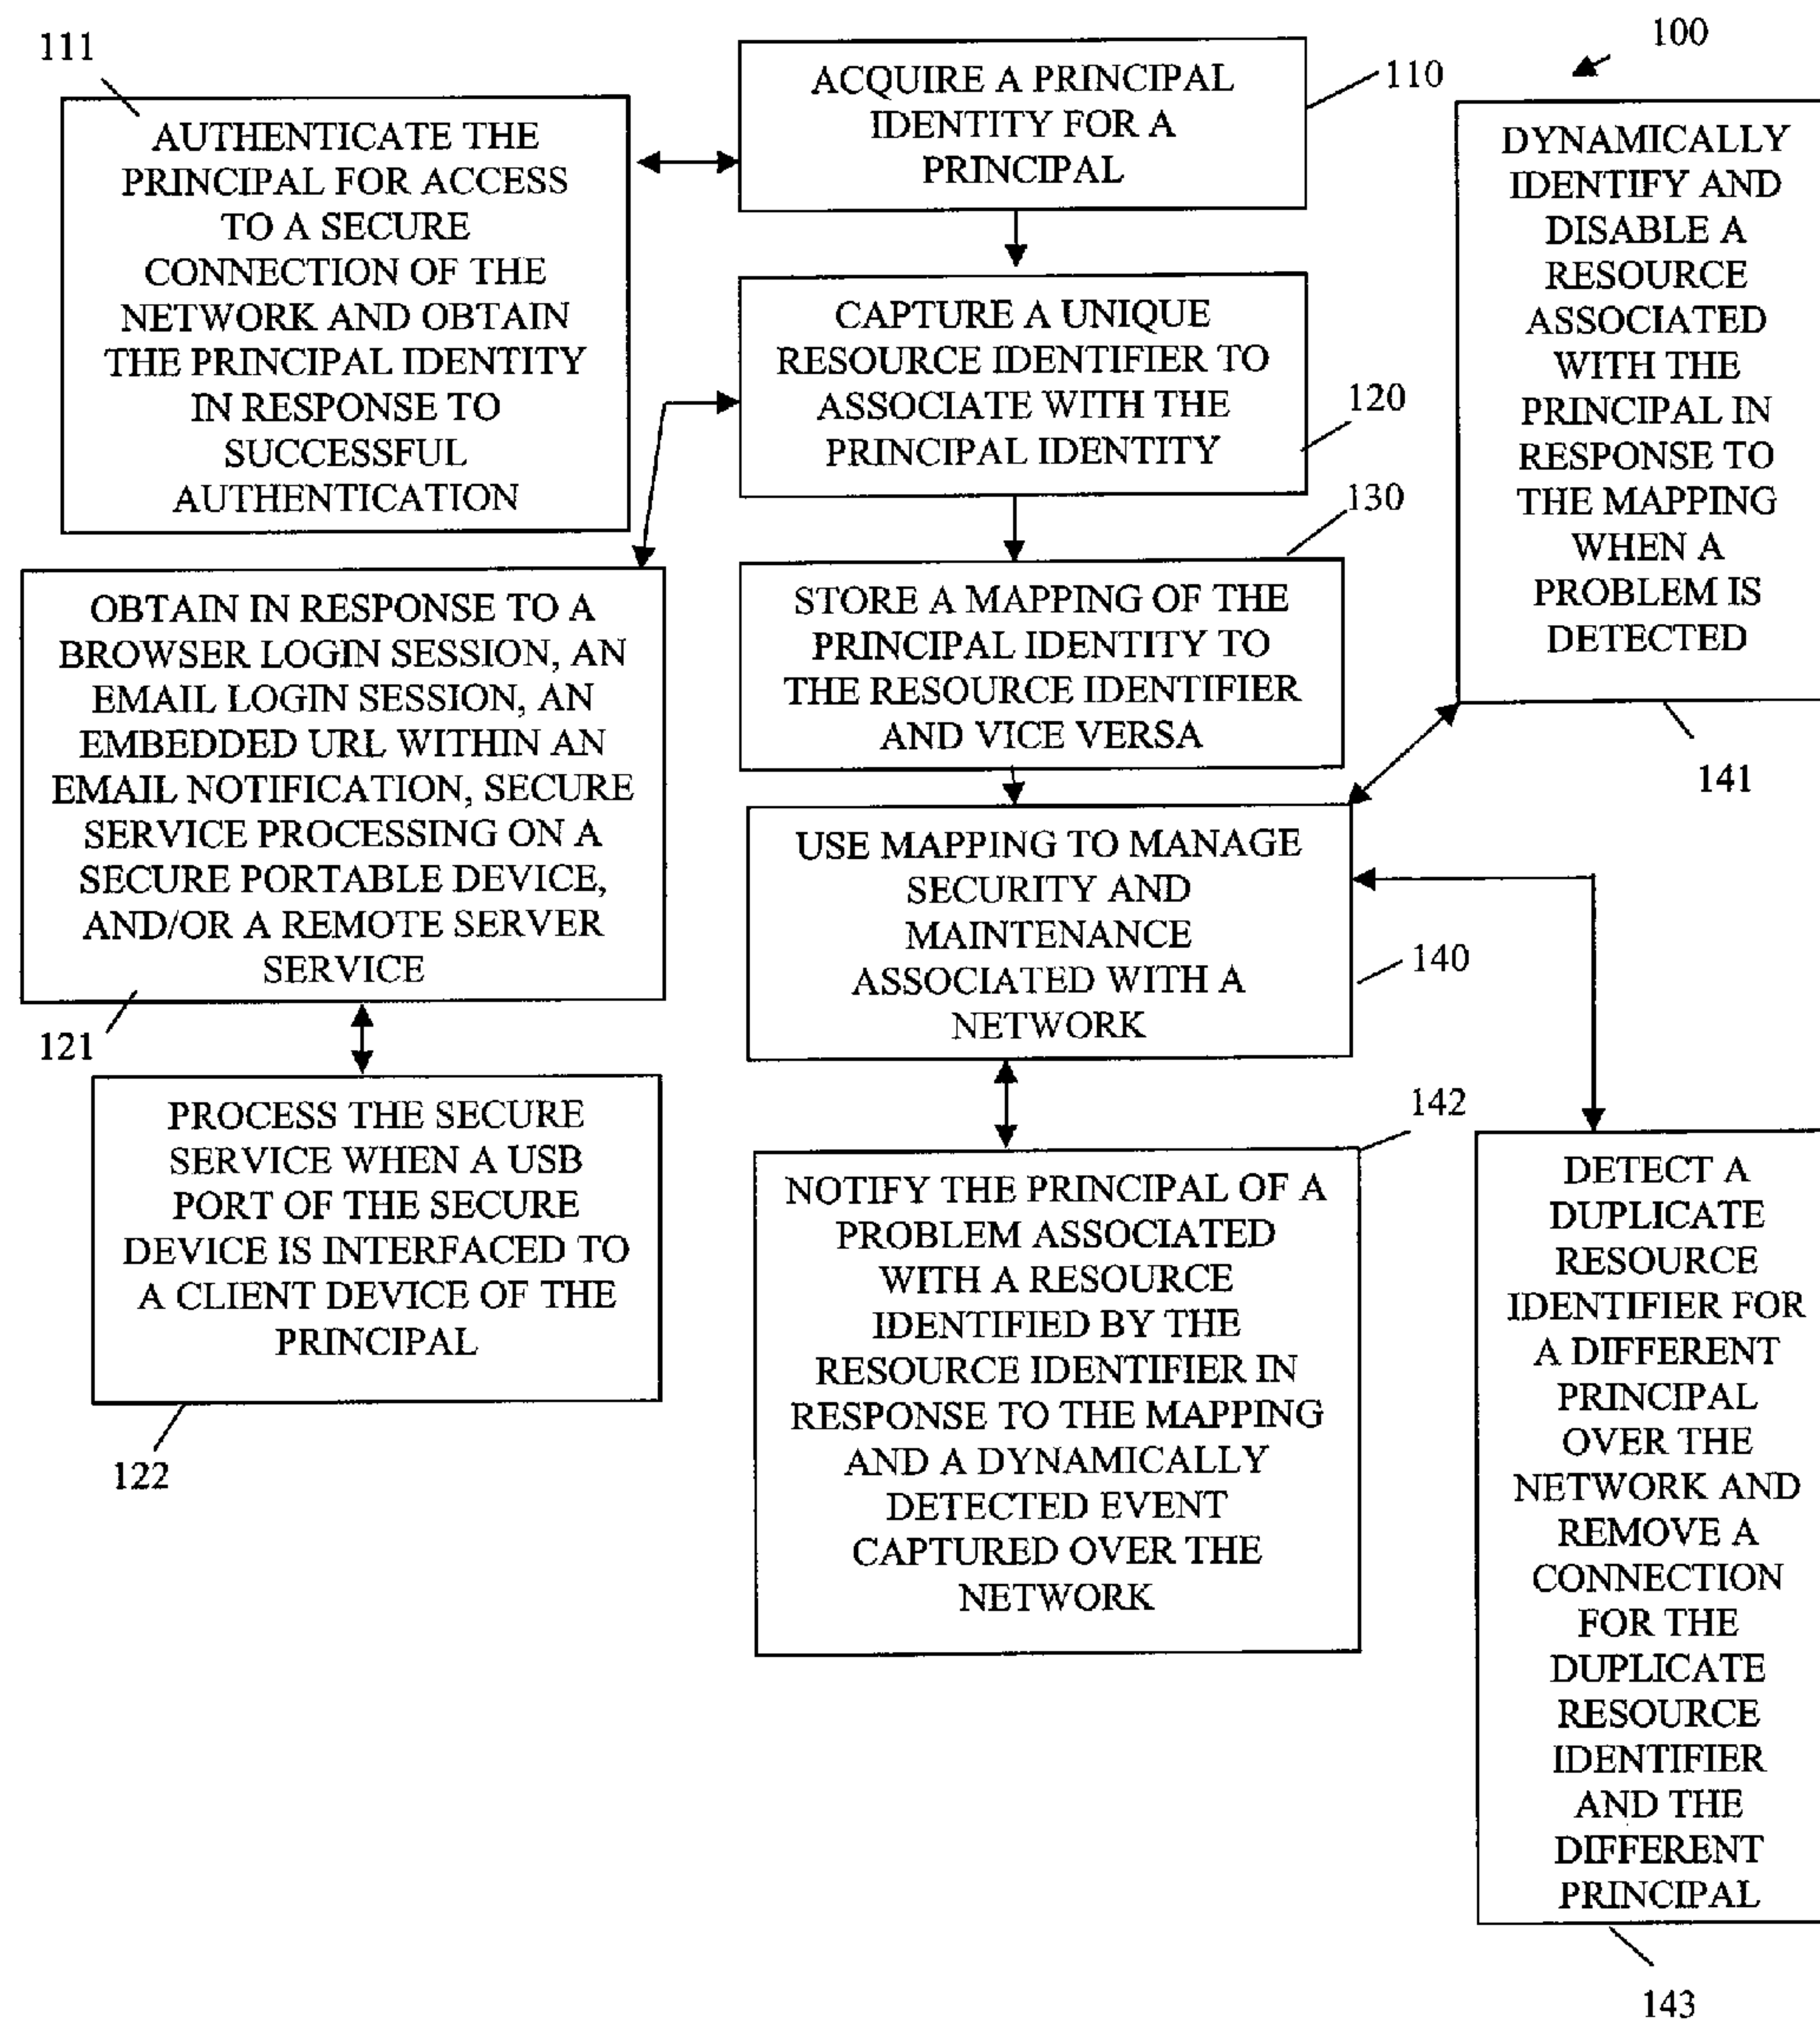 100
111
ACQUIRE A PRINCIPAL
IDENTITY FOR A
PRINCIPAL
110
AUTHENTICATE THE
PRINCIPAL FOR ACCESS
TO A SECURE
CONNECTION OF THE
NETWORK AND OBTAIN
THE PRINCIPAL IDENTITY
IN RESPONSE TO
SUCCESSFUL
AUTHENTICATION
CAPTURE A UNIQUE
RESOURCE IDENTIFIER TO
ASSOCIATE WITH THE
PRINCIPAL IDENTITY
120
130
STORE A MAPPING OF THE
PRINCIPAL IDENTITY TO
THE RESOURCE IDENTIFIER
AND VICE VERSA
DYNAMICALLY
IDENTIFY AND
DISABLE A
RESOURCE
ASSOCIATED
WITH THE
PRINCIPAL IN
RESPONSE TO
THE MAPPING
WHEN A
PROBLEM IS
DETECTED
141
OBTAIN IN RESPONSE TO A
BROWSER LOGIN SESSION, AN
EMAIL LOGIN SESSION, AN
EMBEDDED URL WITHIN AN
EMAIL NOTIFICATION, SECURE
SERVICE PROCESSING ON A
SECURE PORTABLE DEVICE,
AND/OR A REMOTE SERVER
SERVICE
121
USE MAPPING TO MANAGE
SECURITY AND
MAINTENANCE
ASSOCIATED WITH A
NETWORK
140
PROCESS THE SECURE
SERVICE WHEN A USB
PORT OF THE SECURE
DEVICE IS INTERFACED TO
A CLIENT DEVICE OF THE
PRINCIPAL
122
142
NOTIFY THE PRINCIPAL OF A
PROBLEM ASSOCIATED
WITH A RESOURCE
IDENTIFIED BY THE
RESOURCE IDENTIFIER IN
RESPONSE TO THE MAPPING
AND A DYNAMICALLY
DETECTED EVENT
CAPTURED OVER THE
NETWORK
DETECT A
DUPLICATE
RESOURCE
IDENTIFIER FOR
A DIFFERENT
PRINCIPAL
OVER THE
NETWORK AND
REMOVE A
CONNECTION
FOR THE
DUPLICATE
RESOURCE
IDENTIFIER
AND THE
DIFFERENT
PRINCIPAL
143